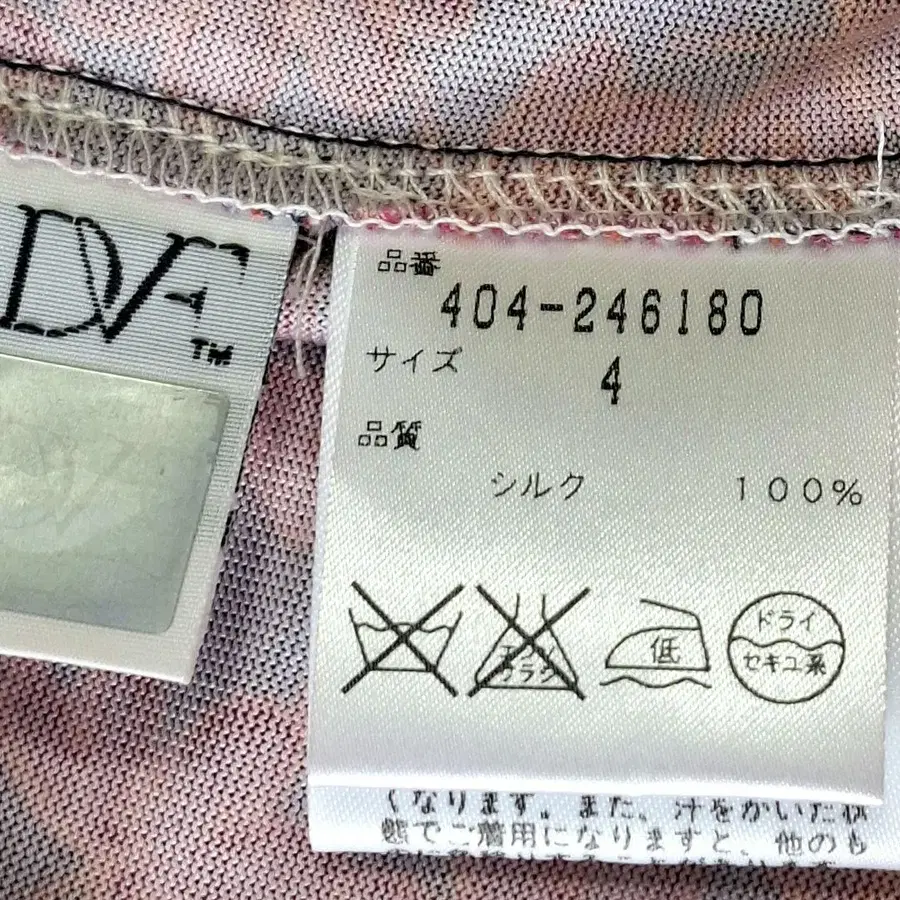 DVF
TM
品番
404-246180
サイズ
4
品質
シルク 100%
低
ドライ
セキユ系
くなります。また、汗をかいた状
態でご着用になりますと、他のも